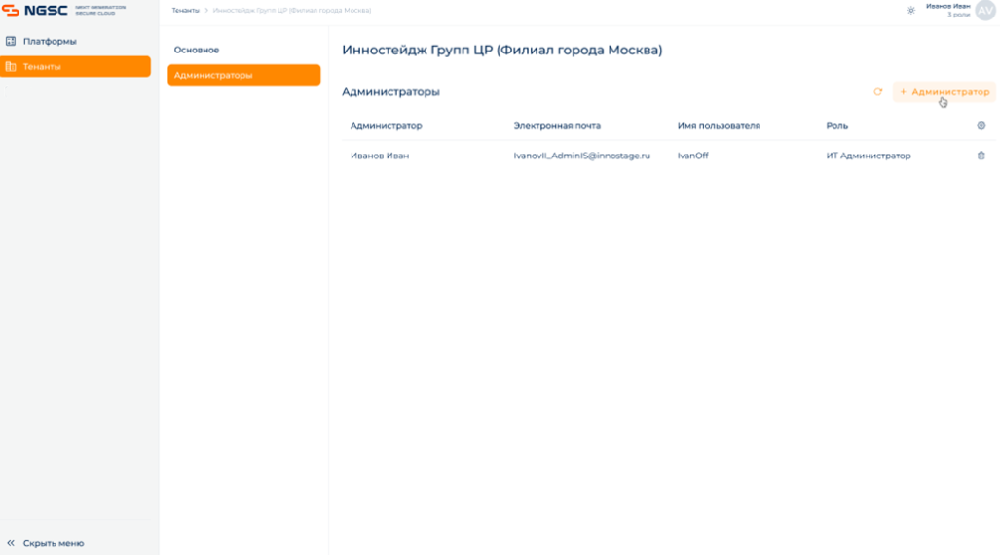 NGSC NEXT GENERATION
SECURE CLOUD
Тенанты > Инностейдж Групп ЦР (Филиал города Москва)
Иванов Иван
3 роли
AV
Платформы
Тенанты
Основное
Администраторы
Инностейдж Групп ЦР (Филиал города Москва)
Администраторы
+ Администратор
Администратор Электронная почта Имя пользователя Роль
Иванов Иван IvanovII_AdminIS@innostage.ru IvanOff ИТ Администратор
Скрыть меню